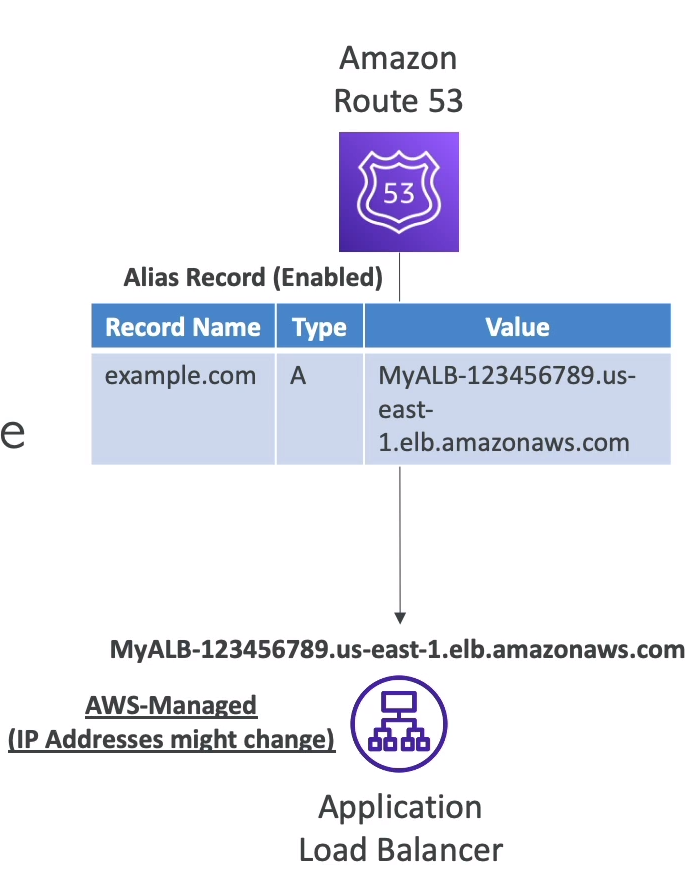 Amazon
Route 53
53
Alias Record (Enabled)
Record Name Type Value
example.com A MyALB-123456789.us-
east-
1.elb.amazonaws.com
e
MyALB-123456789.us-east-1.elb.amazonaws.com
AWS-Managed
(IP Addresses might change)
Application
Load Balancer